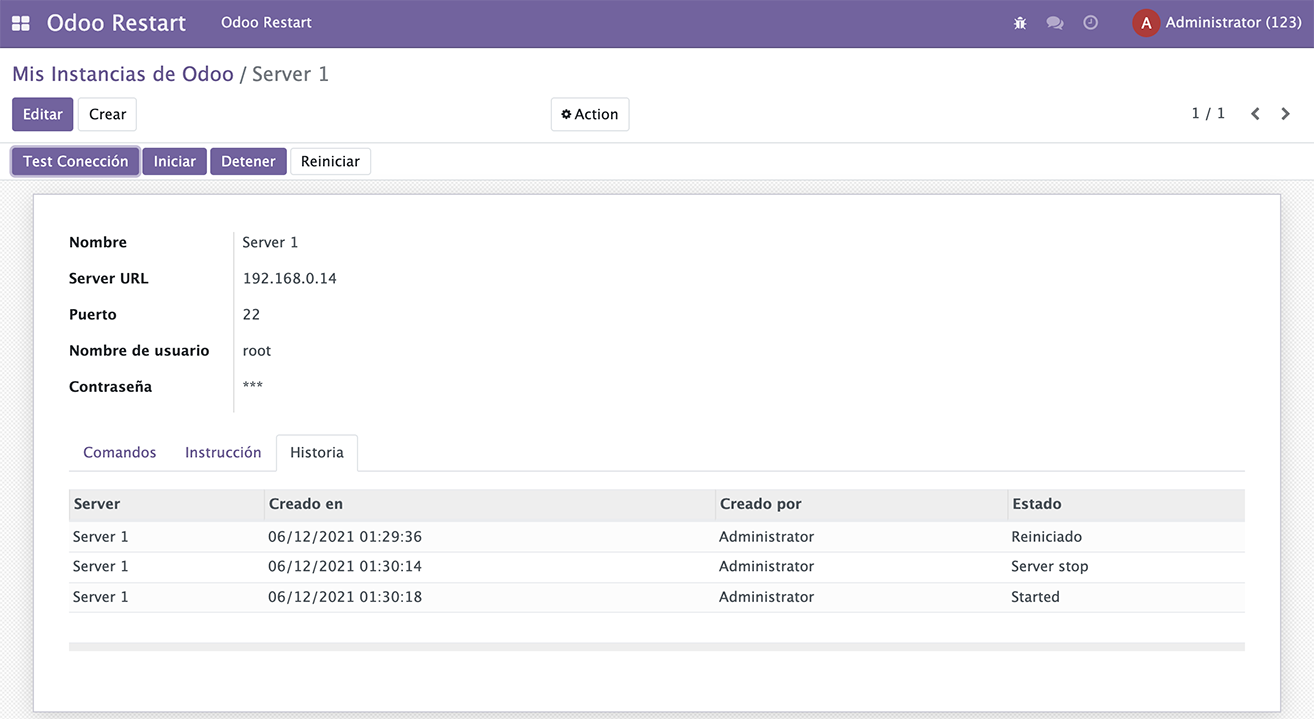 Odoo Restart Odoo Restart A Administrator (123)
Mis Instancias de Odoo / Server 1
Editar Crear Action 1 / 1
Test Conección Iniciar Detener Reiniciar
Nombre Server 1
Server URL 192.168.0.14
Puerto 22
Nombre de usuario root
Contraseña ***
Comandos Instrucción Historia
Server Creado en Creado por Estado
Server 1 06/12/2021 01:29:36 Administrator Reiniciado
Server 1 06/12/2021 01:30:14 Administrator Server stop
Server 1 06/12/2021 01:30:18 Administrator Started